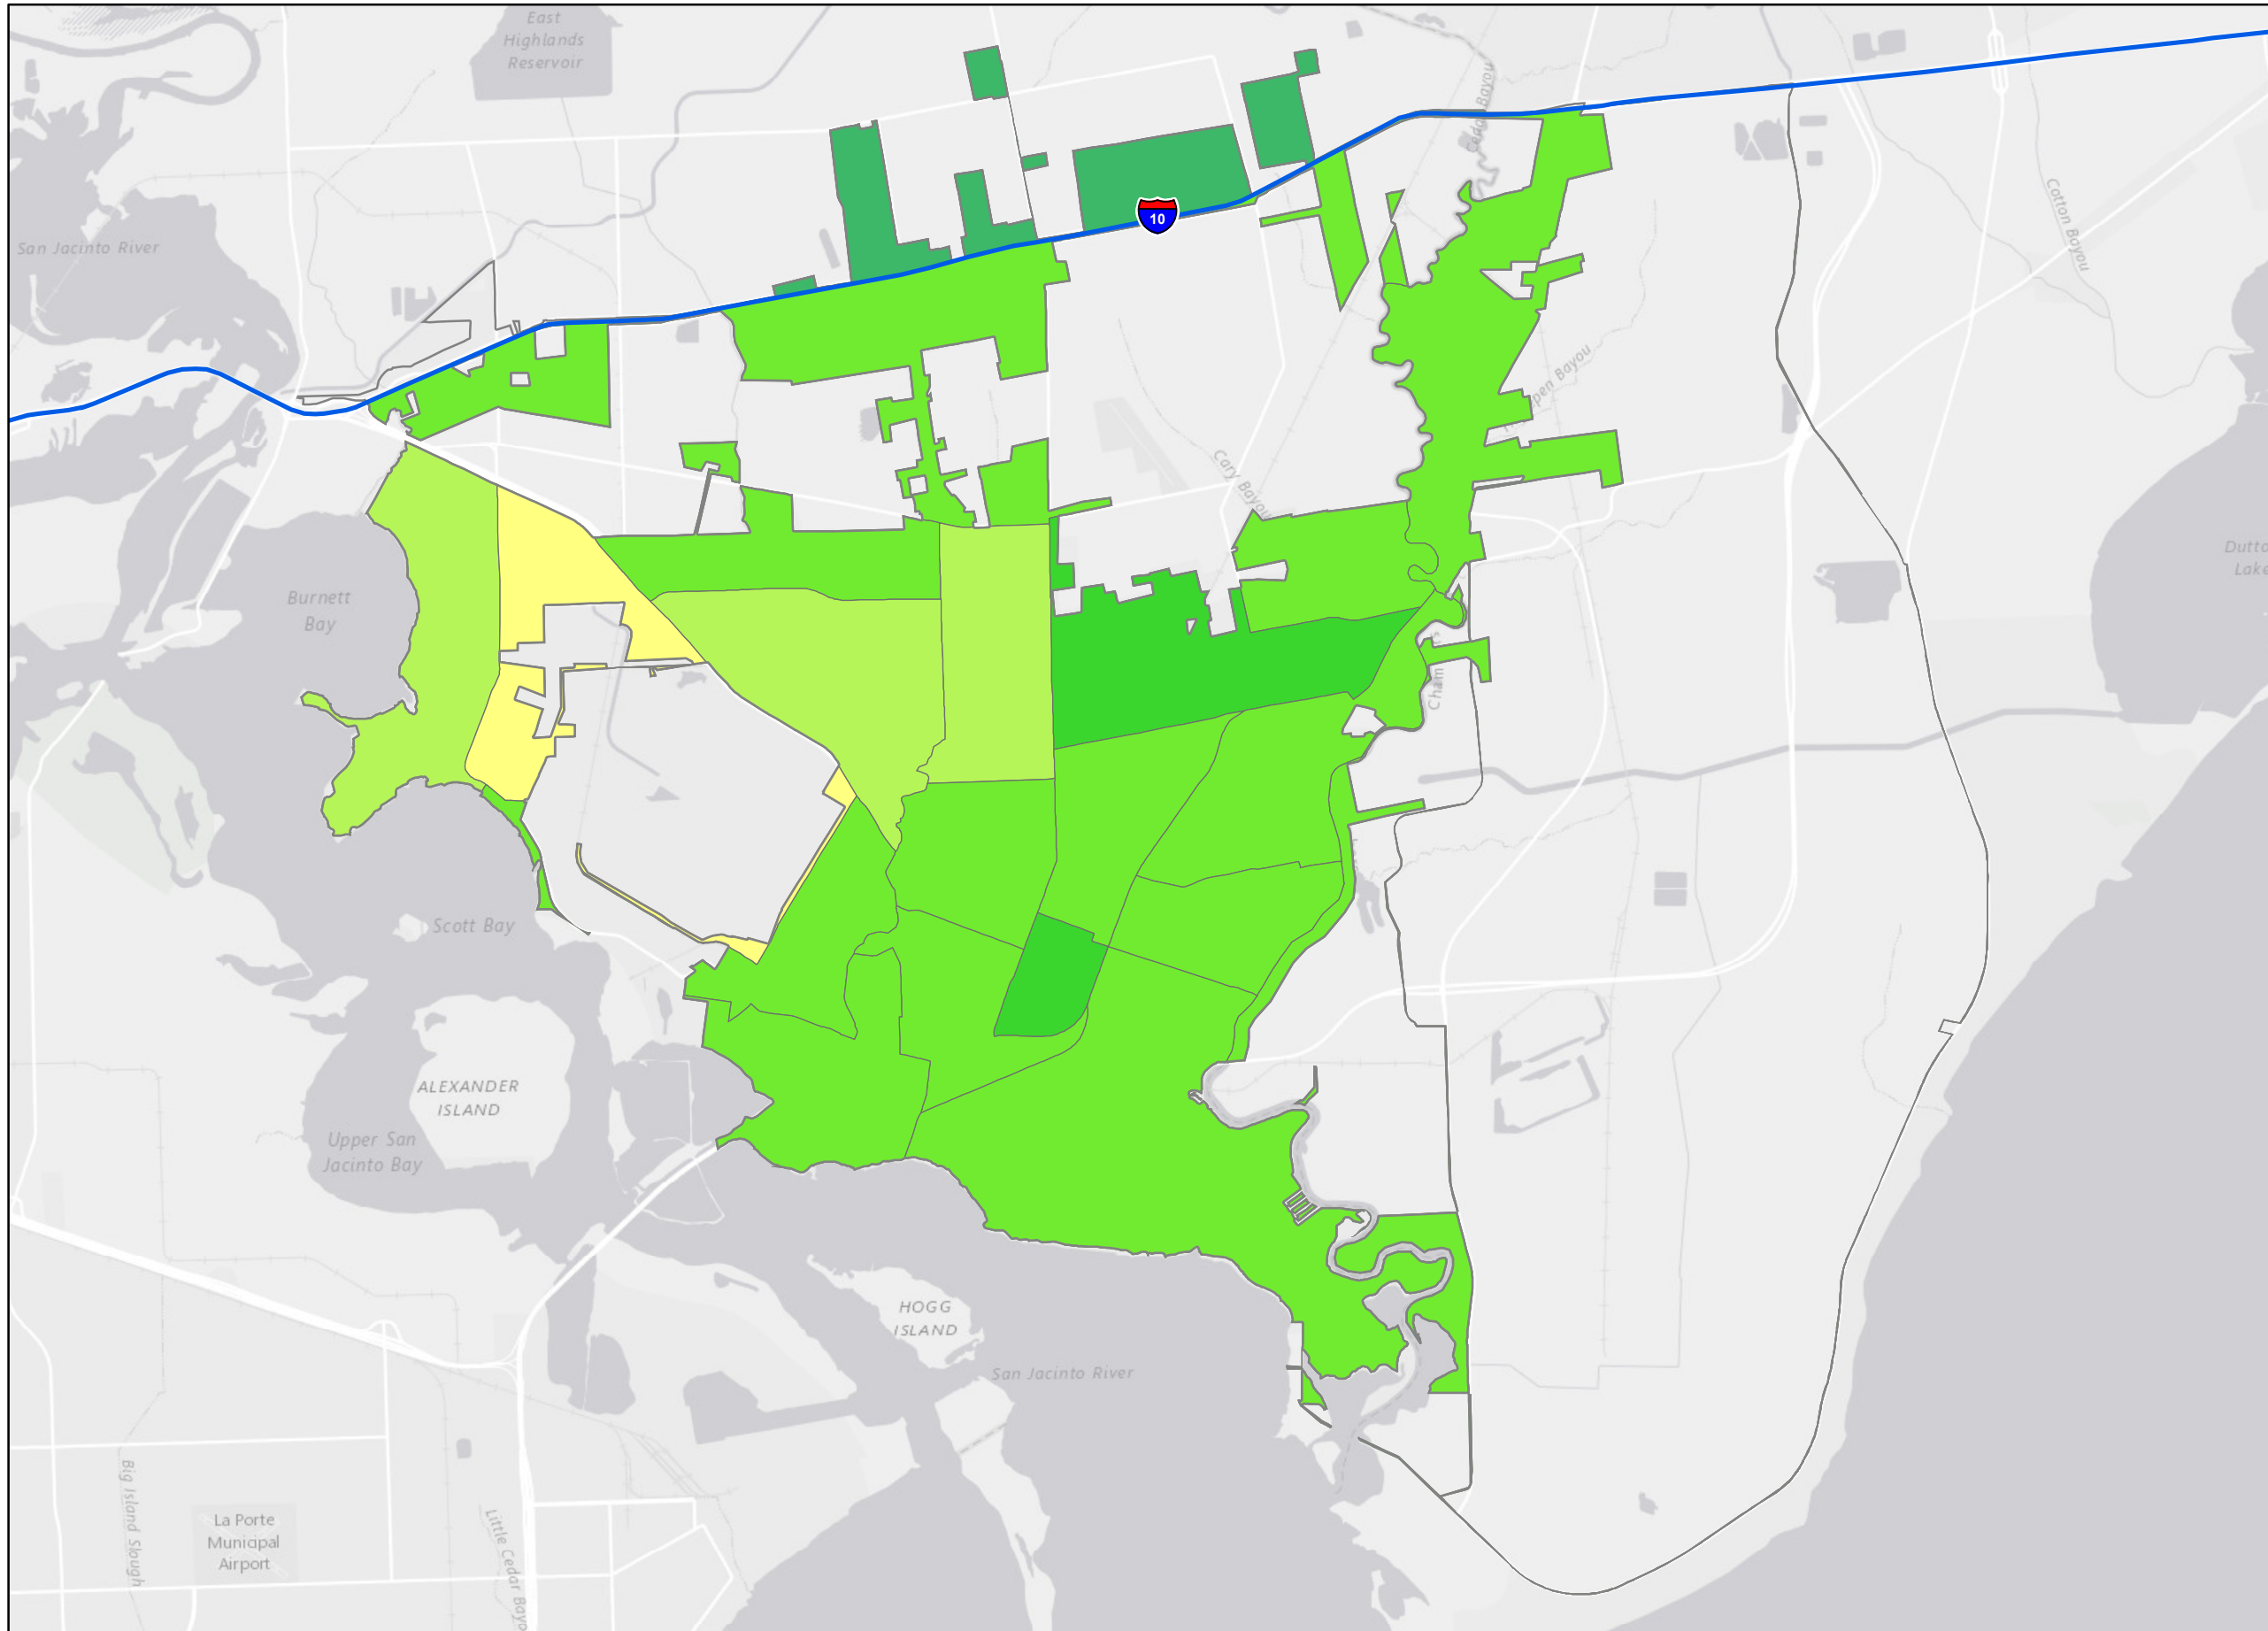 East
Highlands
Reservoir
Cedar Bayou
San Jacinto River
10
Cotton Bayou
Cary Bayou
Burnett
Bay
Scott Bay
ALEXANDER
ISLAND
Upper San
Jacinto Bay
HOGG
ISLAND
San Jacinto River
La Porte
Municipal
Airport
Big Island Slough
Little Cedar Bayo
Dutto
Lake